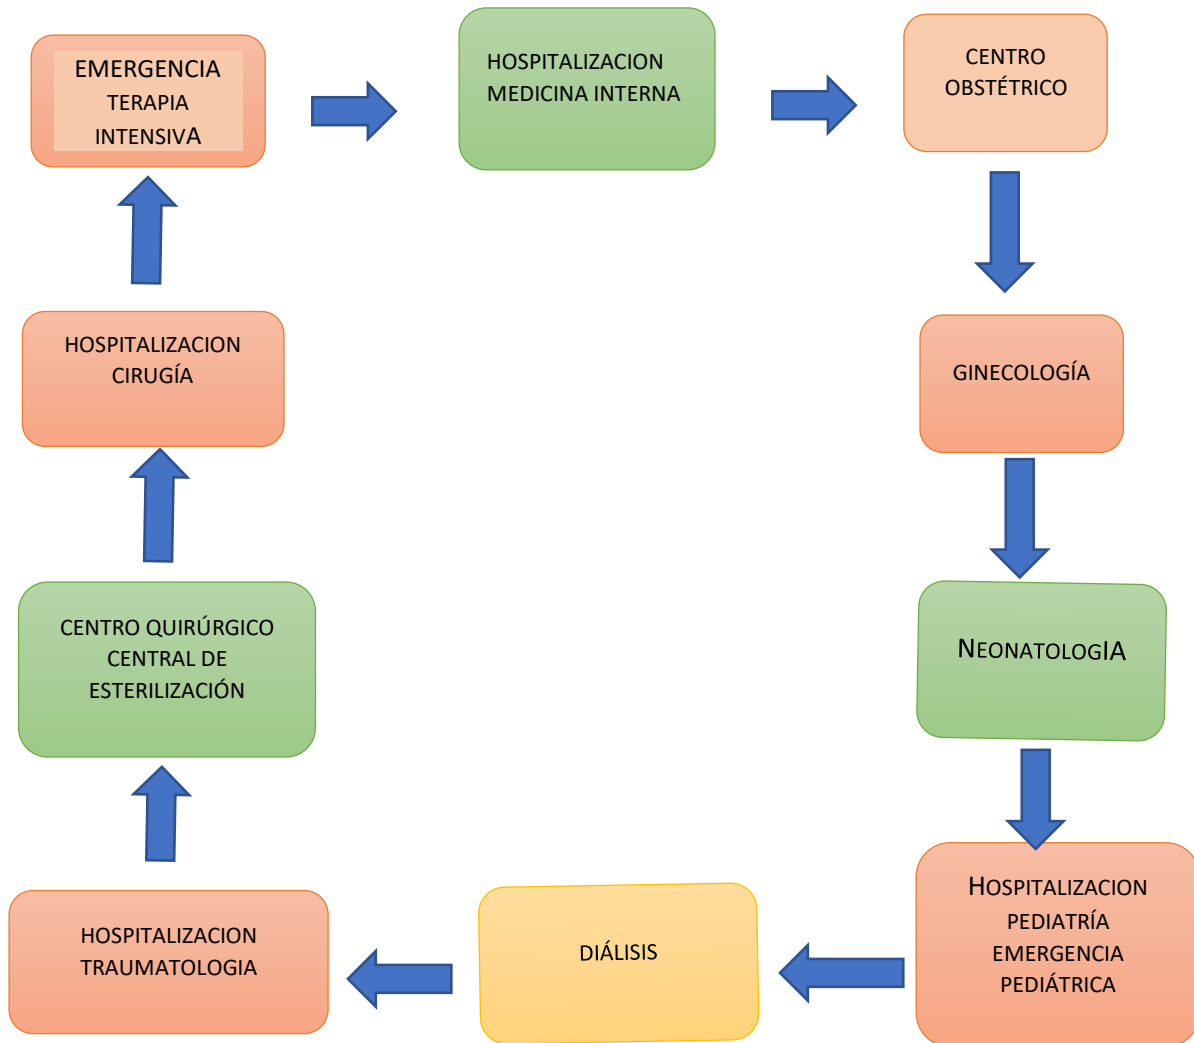 EMERGENCIA
TERAPIA
INTENSIVA
HOSPITALIZACION
MEDICINA INTERNA
CENTRO
OBSTÉTRICO
HOSPITALIZACION
CIRUGÍA
GINECOLOGÍA
CENTRO QUIRÚRGICO
CENTRAL DE
ESTERILIZACIÓN
NEONATOLOGIA
HOSPITALIZACION
TRAUMATOLOGIA
DIÁLISIS
HOSPITALIZACION
PEDIATRÍA
EMERGENCIA
PEDIÁTRICA